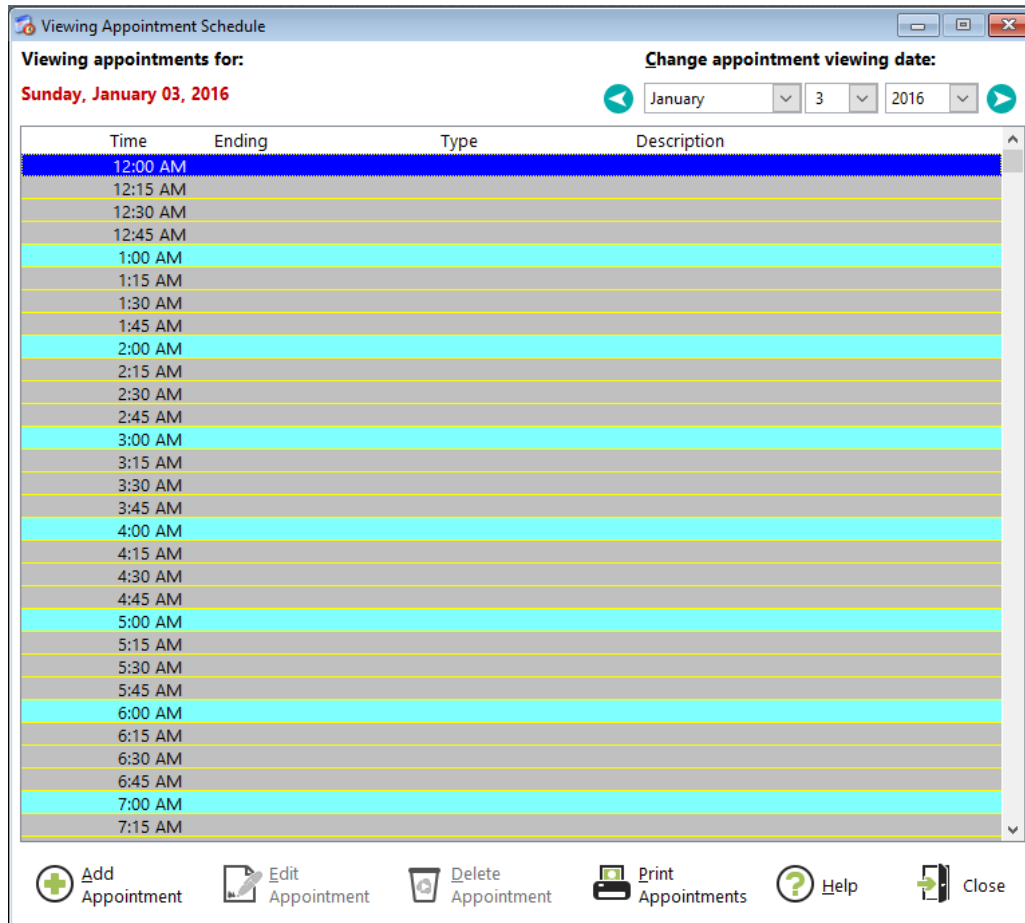 Viewing Appointment Schedule
Viewing appointments for:
Change appointment viewing date:
Sunday, January 03, 2016
January 3 2016
Time Ending Type Description
12:00 AM
12:15 AM
12:30 AM
12:45 AM
1:00 AM
1:15 AM
1:30 AM
1:45 AM
2:00 AM
2:15 AM
2:30 AM
2:45 AM
3:00 AM
3:15 AM
3:30 AM
3:45 AM
4:00 AM
4:15 AM
4:30 AM
4:45 AM
5:00 AM
5:15 AM
5:30 AM
5:45 AM
6:00 AM
6:15 AM
6:30 AM
6:45 AM
7:00 AM
7:15 AM
Add
Appointment
Edit
Appointment
Delete
Appointment
Print
Appointments
Help
Close